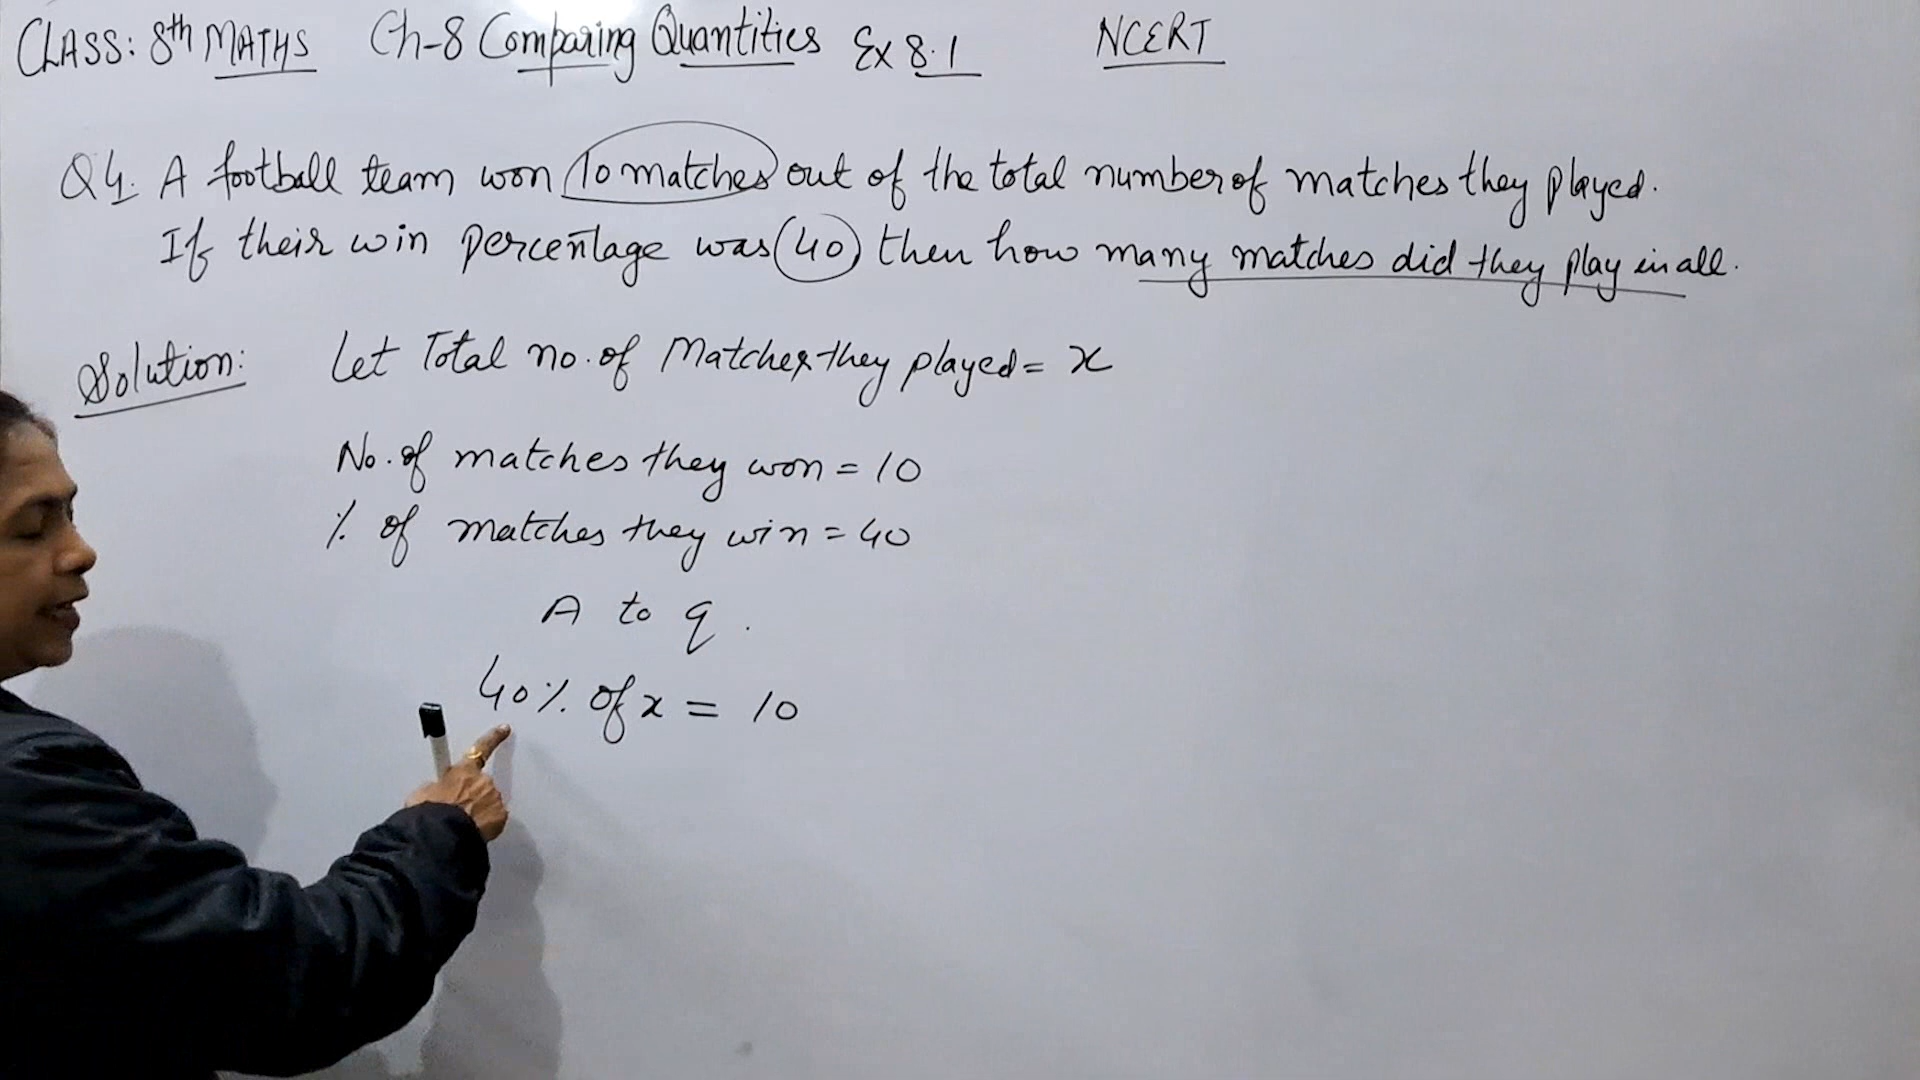 CLASS: 8th MATHS Ch-8 Comparing Quantities Ex 8.1 NCERT
Q4. A football team won 10 matches out of the total number of matches they played.
If their win percentage was 40 then how many matches did they play in all.
Solution: Let Total no. of Matches they played = x
No. of matches they won = 10
% of matches they win = 40
A to q.
40% of x = 10